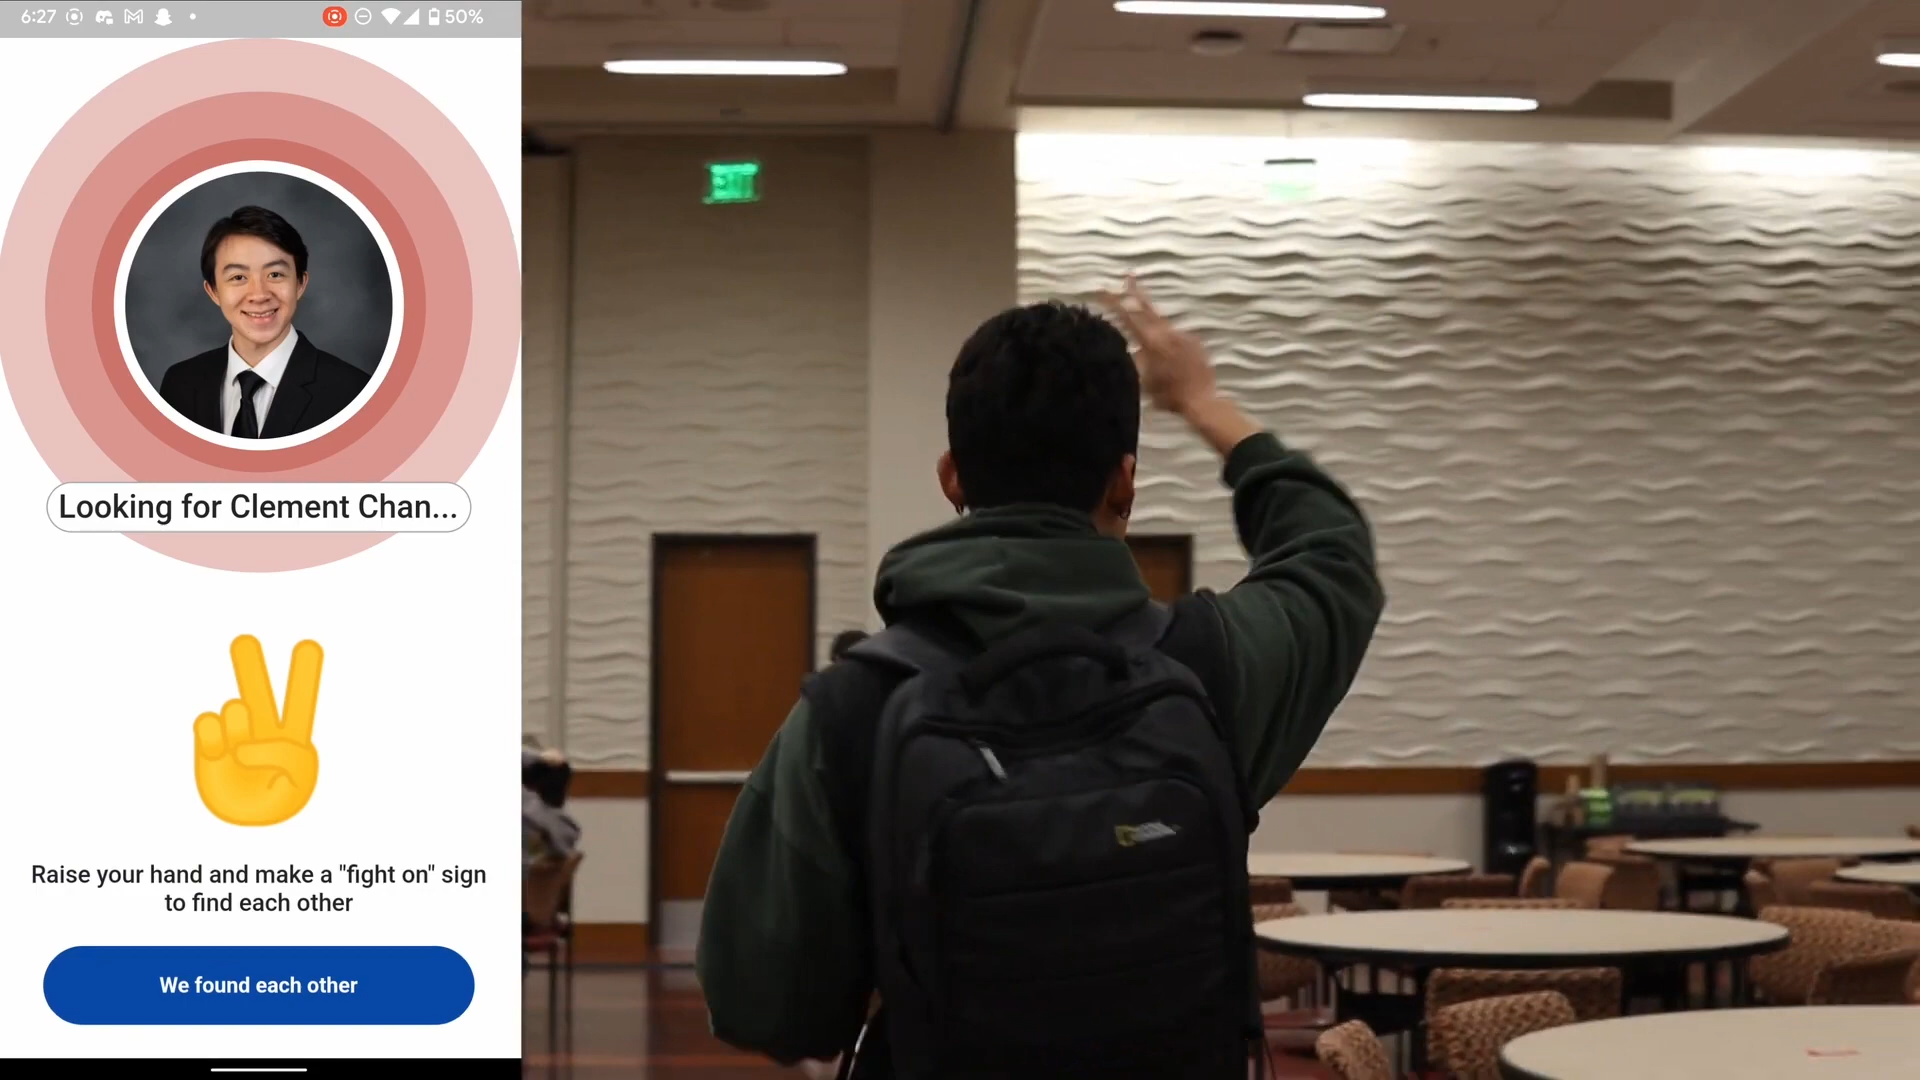 6:27
50%
Looking for Clement Chan...
Raise your hand and make a "fight on" sign
to find each other
We found each other
EXIT